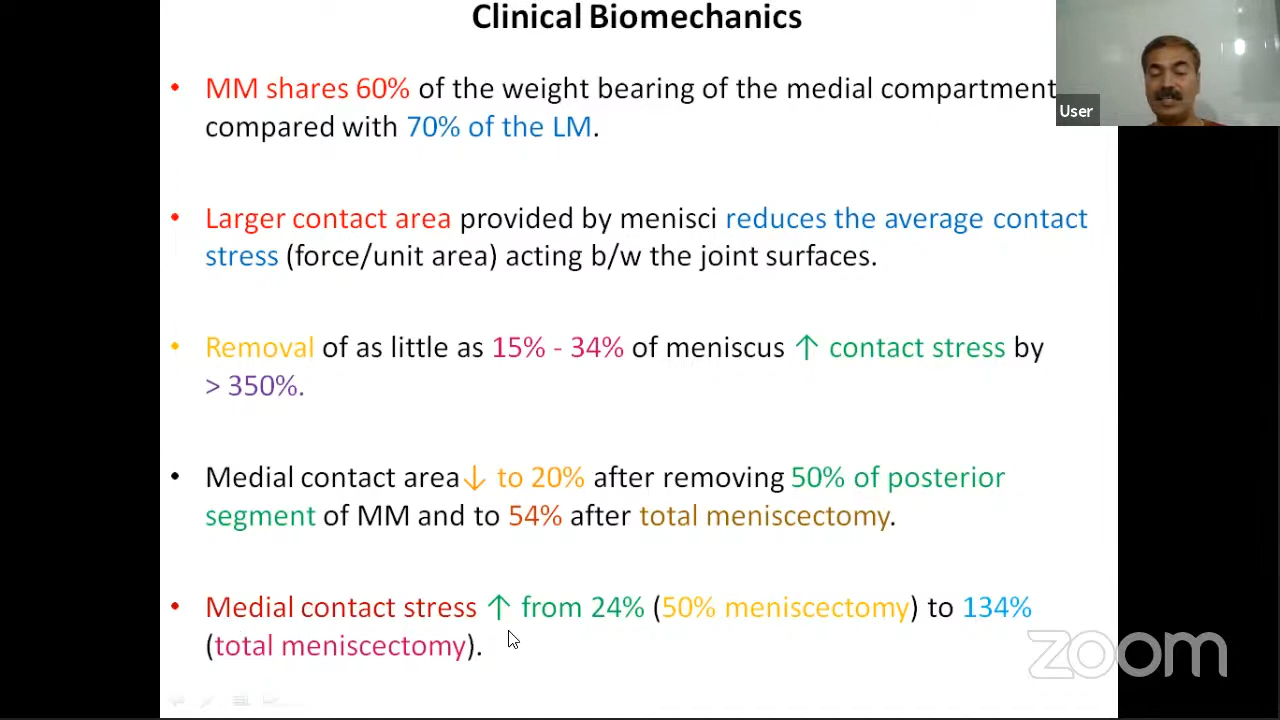 Clinical Biomechanics
• MM shares 60% of the weight bearing of the medial compartment
compared with 70% of the LM.
User
• Larger contact area provided by menisci reduces the average contact
stress (force/unit area) acting b/w the joint surfaces.
• Removal of as little as 15% - 34% of meniscus ↑ contact stress by
> 350%.
• Medial contact area↓ to 20% after removing 50% of posterior
segment of MM and to 54% after total meniscectomy.
• Medial contact stress ↑ from 24% (50% meniscectomy) to 134%
(total meniscectomy).
zoom